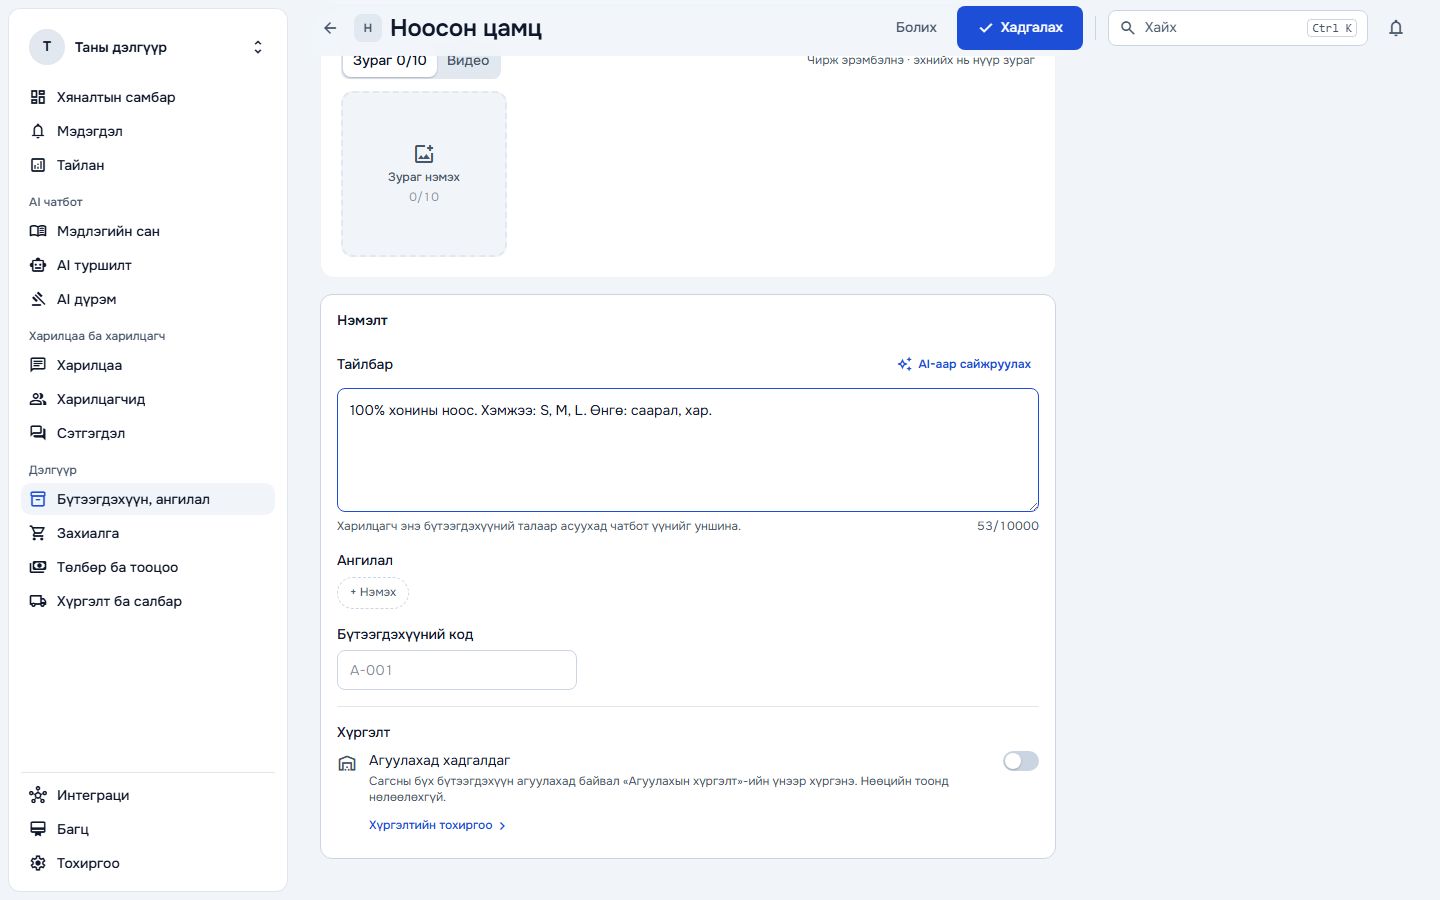 Т Таны дэлгүүр
Хяналтын самбар
Мэдэгдэл
Тайлан
AI чатбот
Мэдлэгийн сан
AI туршилт
AI дүрэм
Харилцаа ба харилцагч
Харилцаа
Харилцагчид
Сэтгэгдэл
Дэлгүүр
Бүтээгдэхүүн, ангилал
Захиалга
Төлбөр ба тооцоо
Хүргэлт ба салбар
Интеграци
Багц
Тохиргоо
Н Ноосон цамц
Болих
Хадгалах
Хайх
Ctrl K
Зураг 0/10 Видео
Чирж эрэмбэлнэ · эхнийх нь нүүр зураг
Зураг нэмэх
0/10
Нэмэлт
Тайлбар
AI-аар сайжруулах
100% хонины ноос. Хэмжээ: S, M, L. Өнгө: саарал, хар.
Харилцагч энэ бүтээгдэхүүний талаар асуухад чатбот үүнийг уншина.
53/10000
Ангилал
+ Нэмэх
Бүтээгдэхүүний код
A-001
Хүргэлт
Агуулахад хадгалдаг
Сагсны бүх бүтээгдэхүүн агуулахад байвал «Агуулахын хүргэлт»-ийн үнээр хүргэнэ. Нөөцийн тоонд
нөлөөлөхгүй.
Хүргэлтийн тохиргоо